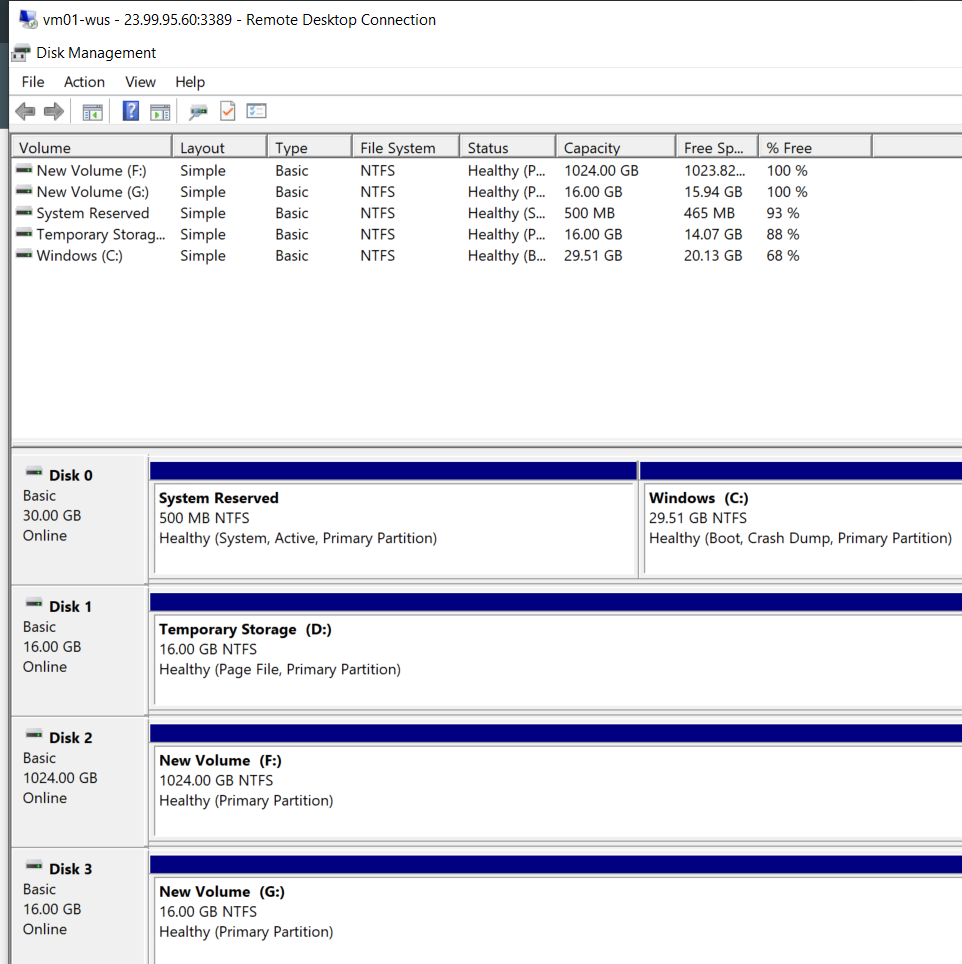 vm01-wus - 23.99.95.60:3389 - Remote Desktop Connection
Disk Management
File Action View Help
Volume Layout Type File System Status Capacity Free Sp... % Free
New Volume (F:) Simple Basic NTFS Healthy (P... 1024.00 GB 1023.82... 100 %
New Volume (G:) Simple Basic NTFS Healthy (P... 16.00 GB 15.94 GB 100 %
System Reserved Simple Basic NTFS Healthy (S... 500 MB 465 MB 93 %
Temporary Storag... Simple Basic NTFS Healthy (P... 16.00 GB 14.07 GB 88 %
Windows (C:) Simple Basic NTFS Healthy (B... 29.51 GB 20.13 GB 68 %
Disk 0
Basic
30.00 GB
Online
System Reserved
500 MB NTFS
Healthy (System, Active, Primary Partition)
Windows (C:)
29.51 GB NTFS
Healthy (Boot, Crash Dump, Primary Partition)
Disk 1
Basic
16.00 GB
Online
Temporary Storage (D:)
16.00 GB NTFS
Healthy (Page File, Primary Partition)
Disk 2
Basic
1024.00 GB
Online
New Volume (F:)
1024.00 GB NTFS
Healthy (Primary Partition)
Disk 3
Basic
16.00 GB
Online
New Volume (G:)
16.00 GB NTFS
Healthy (Primary Partition)